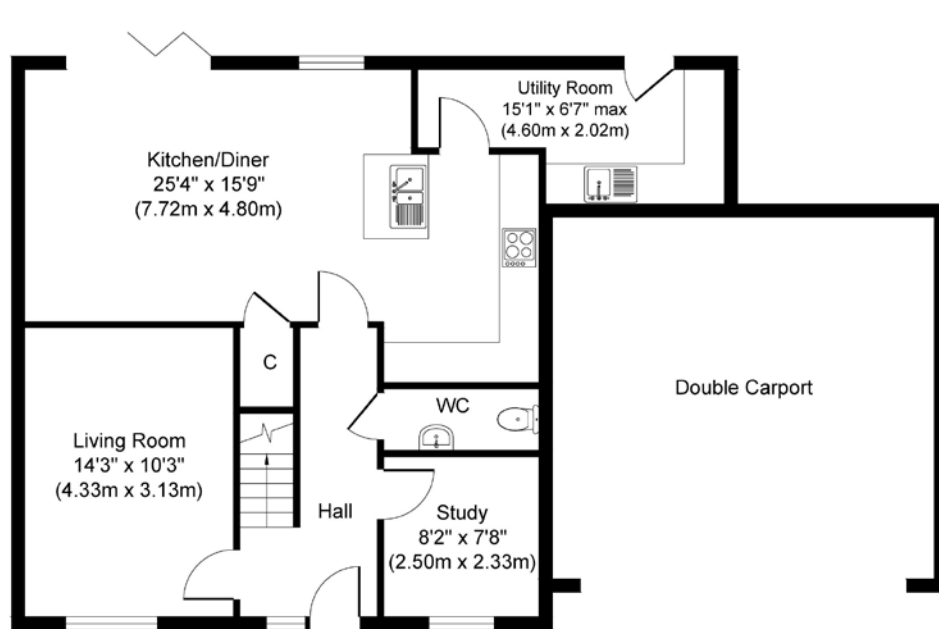 Utility Room
15'1" x 6'7" max
(4.60m x 2.02m)
Kitchen/Diner
25'4" x 15'9"
(7.72m x 4.80m)
C
Double Carport
WC
Living Room
14'3" x 10'3"
(4.33m x 3.13m)
Hall
Study
8'2" x 7'8"
(2.50m x 2.33m)